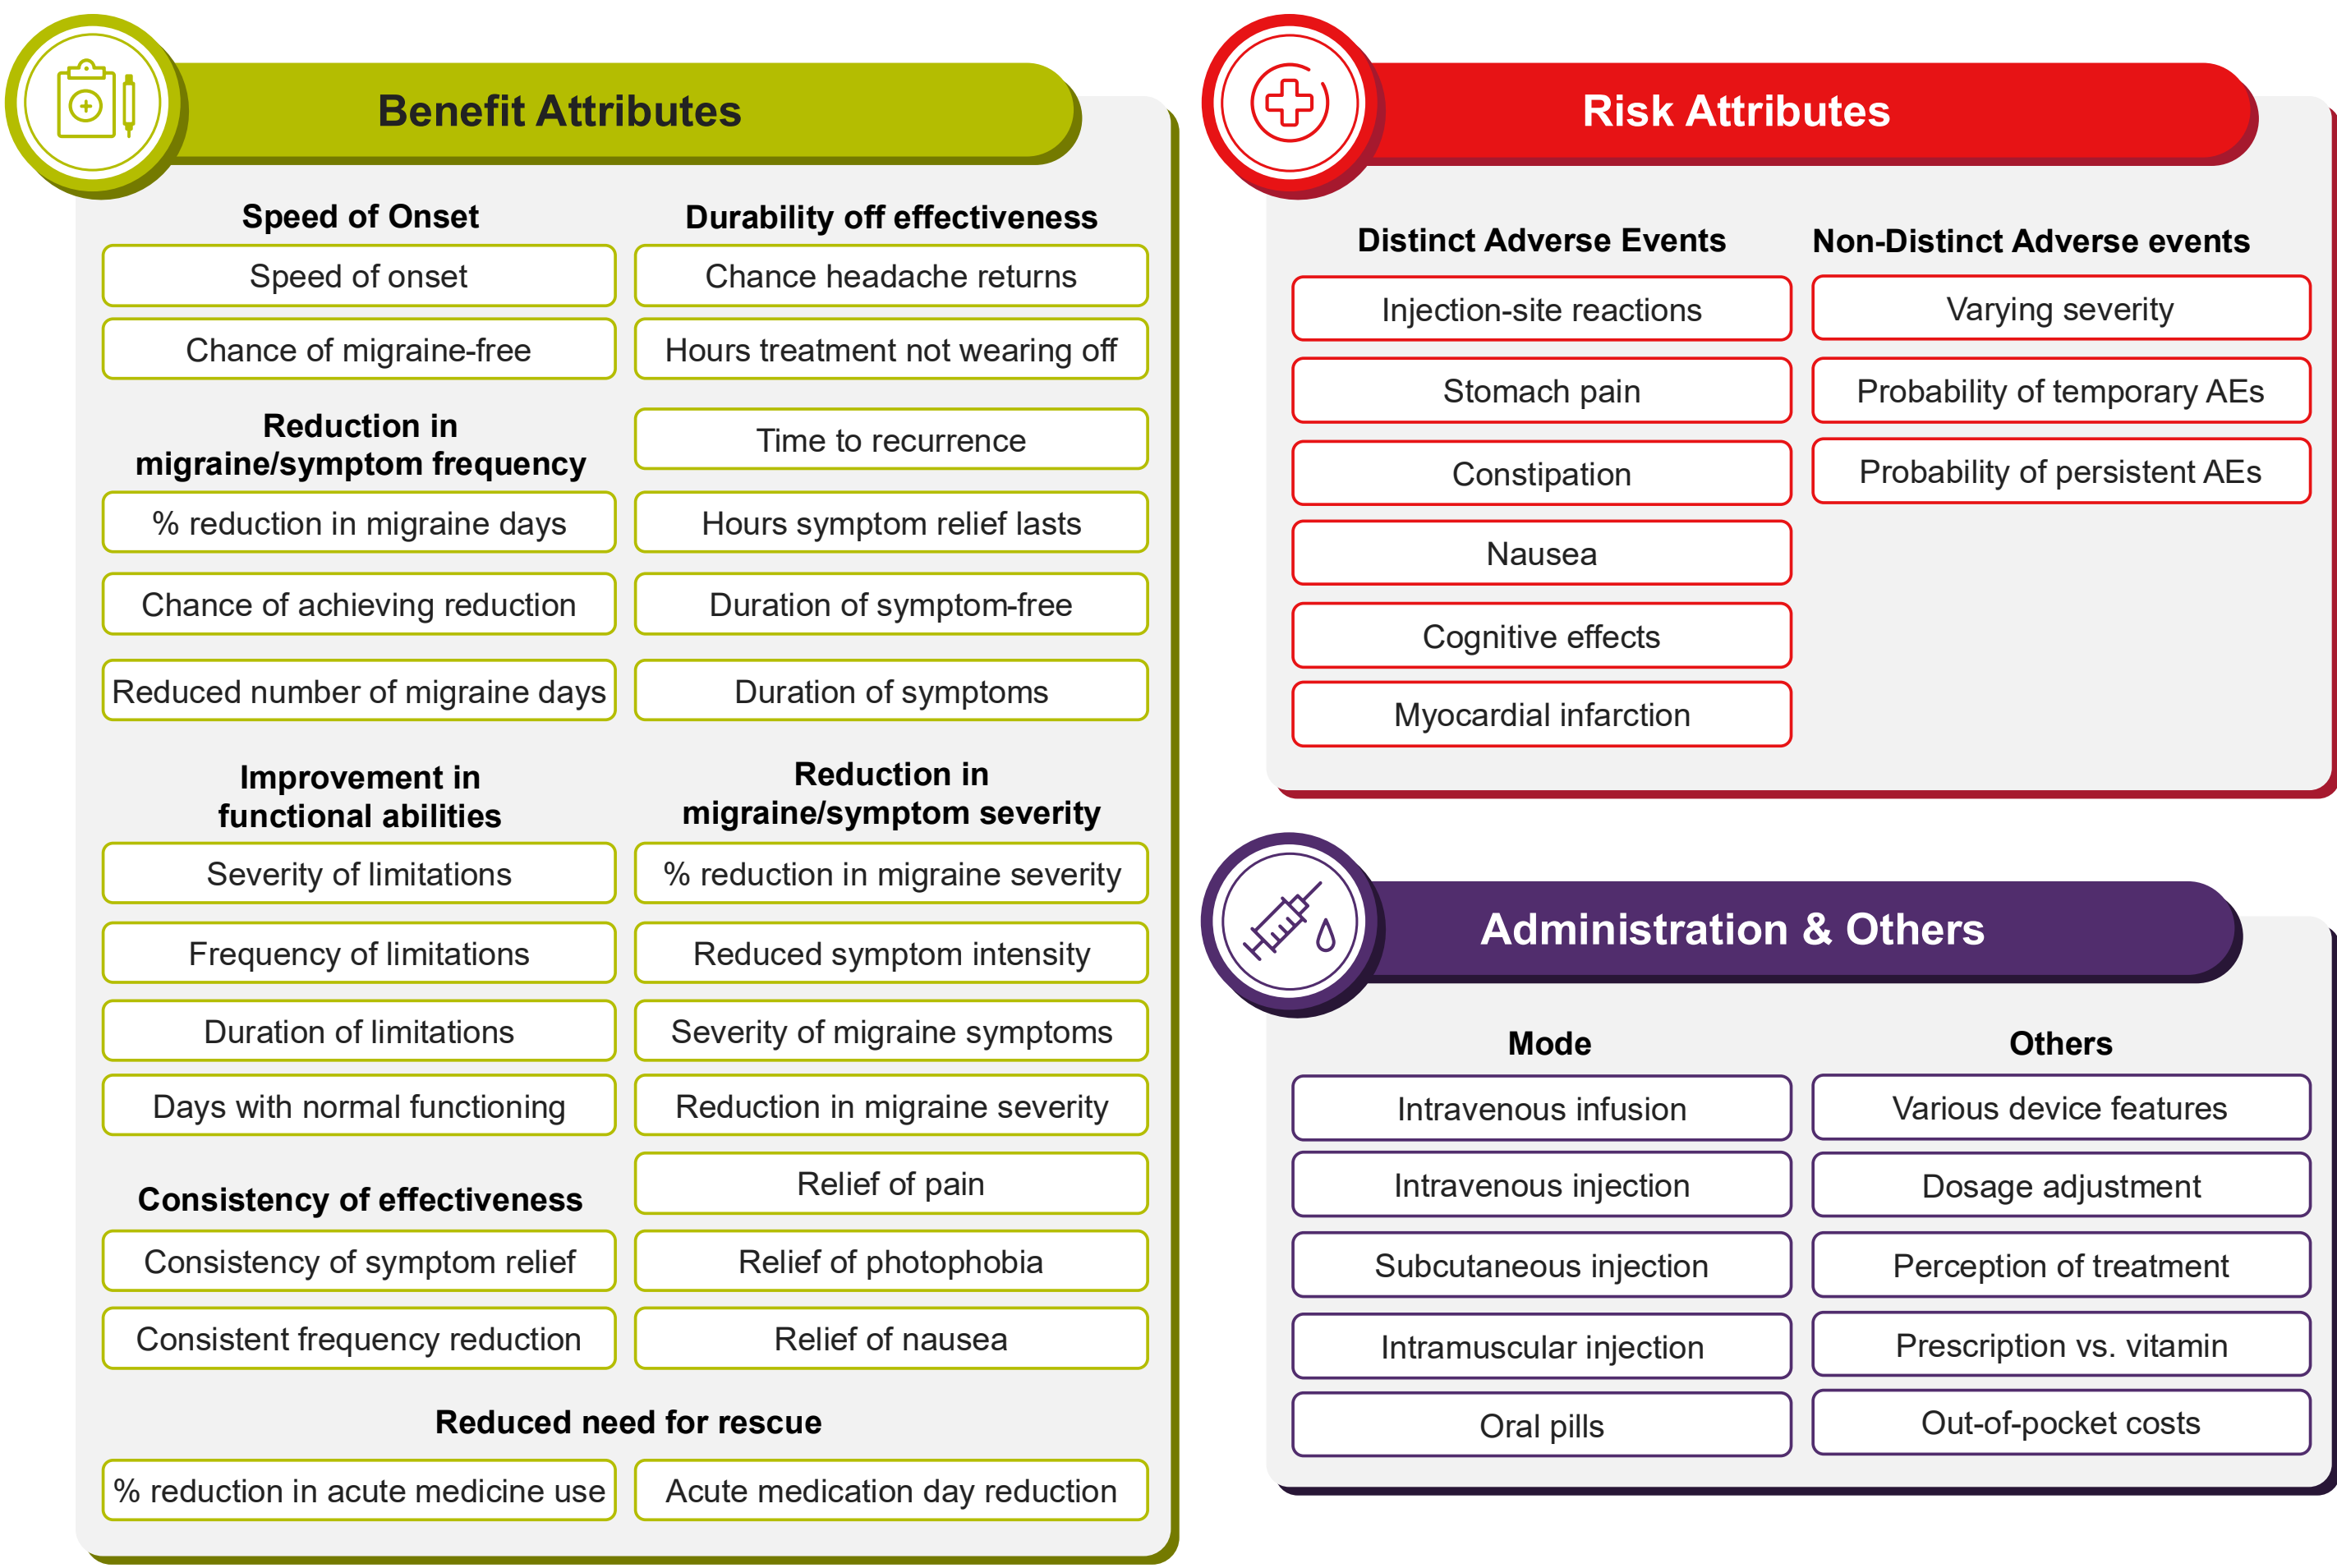 Benefit Attributes
Speed of Onset
Speed of onset
Chance of migraine-free
Reduction in
migraine/symptom frequency
% reduction in migraine days
Chance of achieving reduction
Reduced number of migraine days
Improvement in
functional abilities
Severity of limitations
Frequency of limitations
Duration of limitations
Days with normal functioning
Consistency of effectiveness
Consistency of symptom relief
Consistent frequency reduction
Durability off effectiveness
Chance headache returns
Hours treatment not wearing off
Time to recurrence
Hours symptom relief lasts
Duration of symptom-free
Duration of symptoms
Reduction in
migraine/symptom severity
% reduction in migraine severity
Reduced symptom intensity
Severity of migraine symptoms
Reduction in migraine severity
Relief of pain
Relief of photophobia
Relief of nausea
Reduced need for rescue
% reduction in acute medicine use
Acute medication day reduction
Risk Attributes
Distinct Adverse Events
Injection-site reactions
Stomach pain
Constipation
Nausea
Cognitive effects
Myocardial infarction
Non-Distinct Adverse events
Varying severity
Probability of temporary AEs
Probability of persistent AEs
Administration & Others
Mode
Intravenous infusion
Intravenous injection
Subcutaneous injection
Intramuscular injection
Oral pills
Others
Various device features
Dosage adjustment
Perception of treatment
Prescription vs. vitamin
Out-of-pocket costs